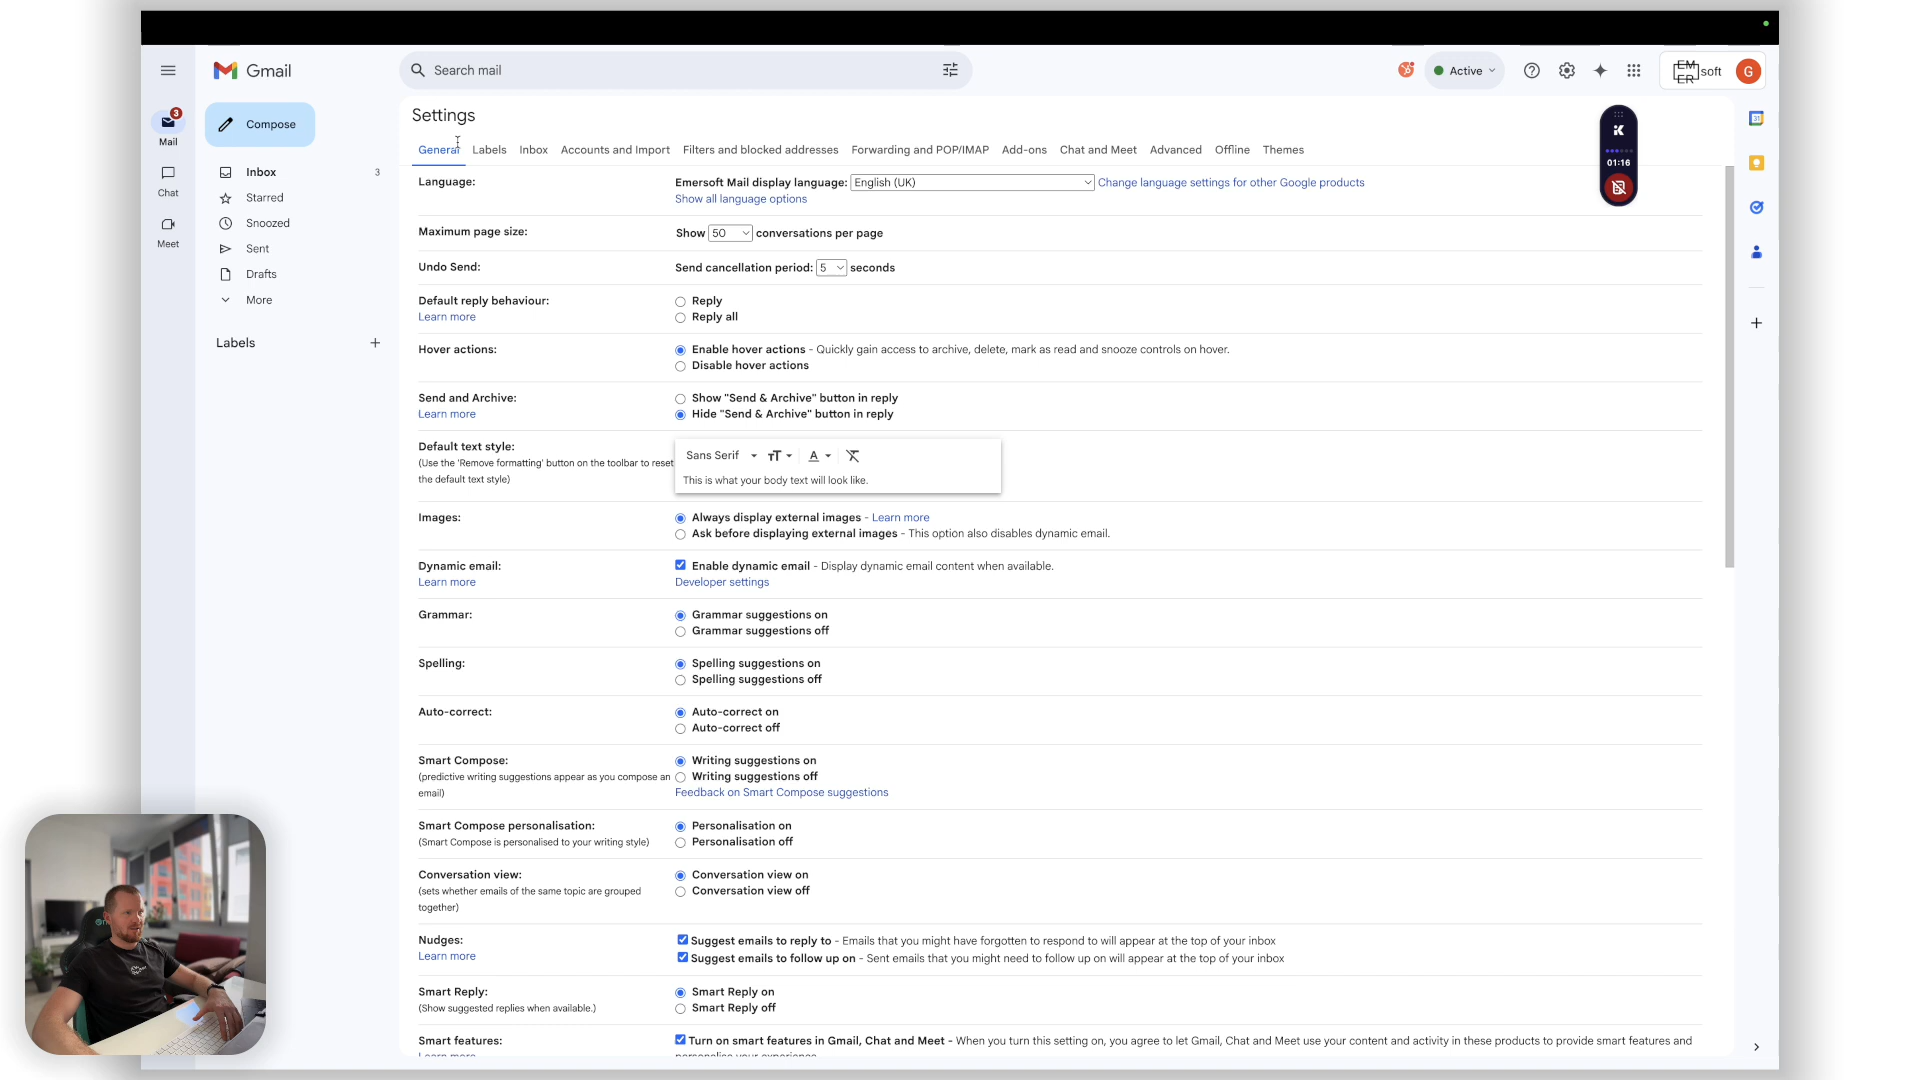 Gmail
Search mail
Active
EM
ER
soft
G
3
Mail
Chat
Meet
Compose
Inbox 3
Starred
Snoozed
Sent
Drafts
More
Labels
Settings
General Labels Inbox Accounts and Import Filters and blocked addresses Forwarding and POP/IMAP Add-ons Chat and Meet Advanced Offline Themes
01:16
31
Language: Emersoft Mail display language: English (UK) Change language settings for other Google products
Show all language options
Maximum page size: Show 50 conversations per page
Undo Send: Send cancellation period: 5 seconds
Default reply behaviour: Reply
Learn more Reply all
Hover actions: Enable hover actions - Quickly gain access to archive, delete, mark as read and snooze controls on hover.
Disable hover actions
Send and Archive: Show "Send & Archive" button in reply
Learn more Hide "Send & Archive" button in reply
Default text style:
(Use the 'Remove formatting' button on the toolbar to reset
the default text style)
Sans Serif
This is what your body text will look like.
Images: Always display external images - Learn more
Ask before displaying external images - This option also disables dynamic email.
Dynamic email: Enable dynamic email - Display dynamic email content when available.
Learn more Developer settings
Grammar: Grammar suggestions on
Grammar suggestions off
Spelling: Spelling suggestions on
Spelling suggestions off
Auto-correct: Auto-correct on
Auto-correct off
Smart Compose: Writing suggestions on
(predictive writing suggestions appear as you compose an Writing suggestions off
email) Feedback on Smart Compose suggestions
Smart Compose personalisation: Personalisation on
(Smart Compose is personalised to your writing style) Personalisation off
Conversation view: Conversation view on
(sets whether emails of the same topic are grouped Conversation view off
together)
Nudges: Suggest emails to reply to - Emails that you might have forgotten to respond to will appear at the top of your inbox
Learn more Suggest emails to follow up on - Sent emails that you might need to follow up on will appear at the top of your inbox
Smart Reply: Smart Reply on
(Show suggested replies when available.) Smart Reply off
Smart features: Turn on smart features in Gmail, Chat and Meet - When you turn this setting on, you agree to let Gmail, Chat and Meet use your content and activity in these products to provide smart features and
Learn more personalise your experience